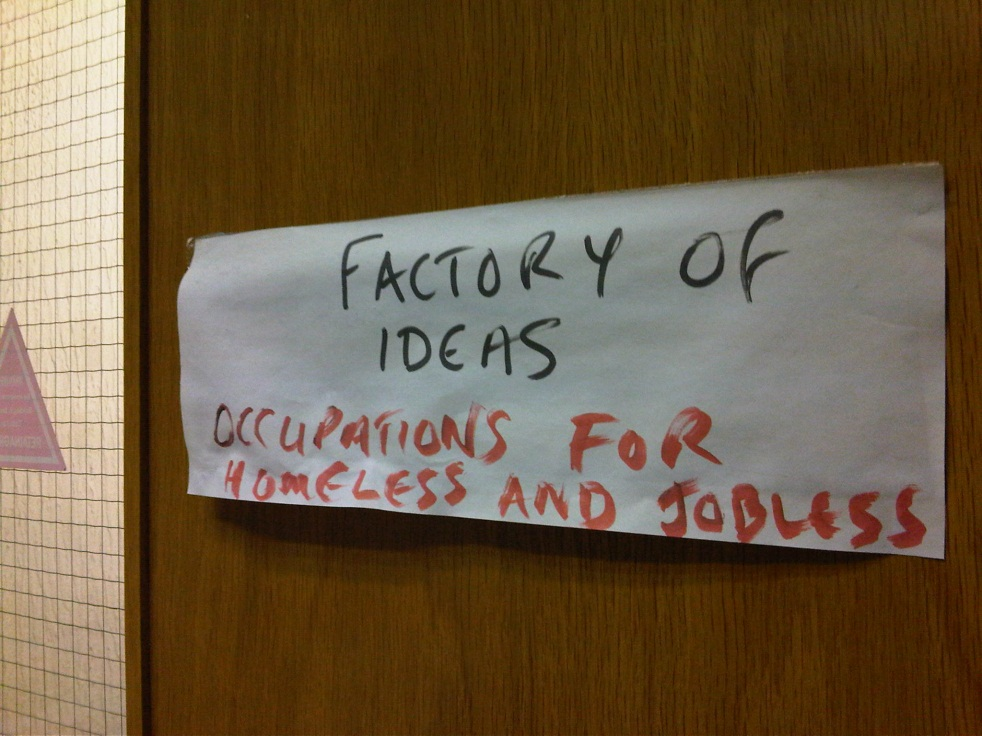 FACTORY OF
IDEAS
OCCUPATIONS FOR
HOMELESS AND JOBLESS